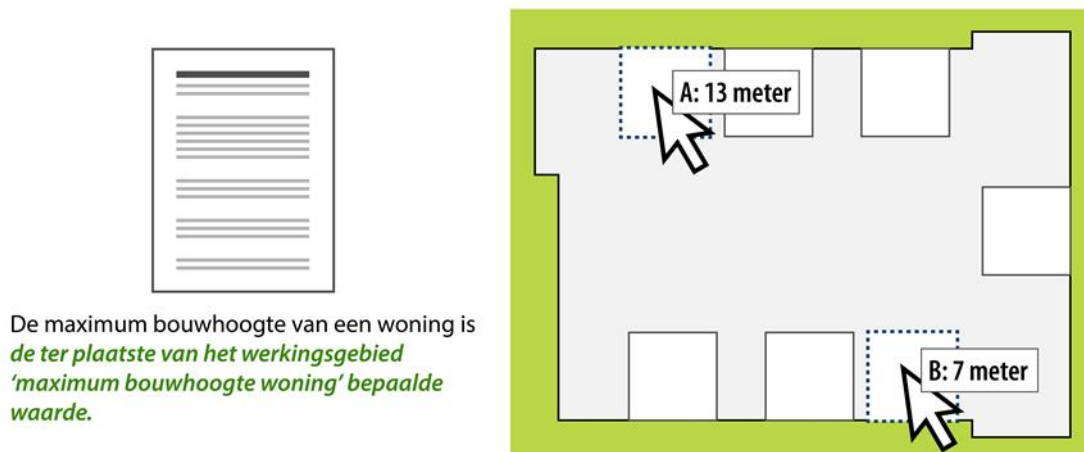 De maximum bouwhoogte van een woning is
de ter plaatste van het werkingsgebied
‘maximum bouwhoogte woning’ bepaalde
waarde.
A: 13 meter
B: 7 meter